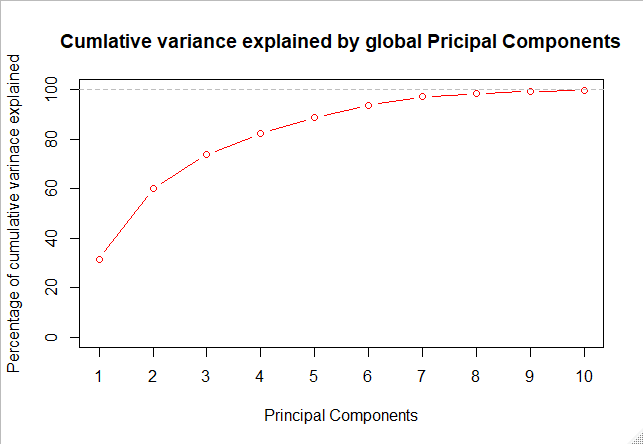 Cumlative variance explained by global Pricipal Components
Percentage of cumulative varinace explained
100
80
60
40
20
0
1 2 3 4 5 6 7 8 9 10
Principal Components